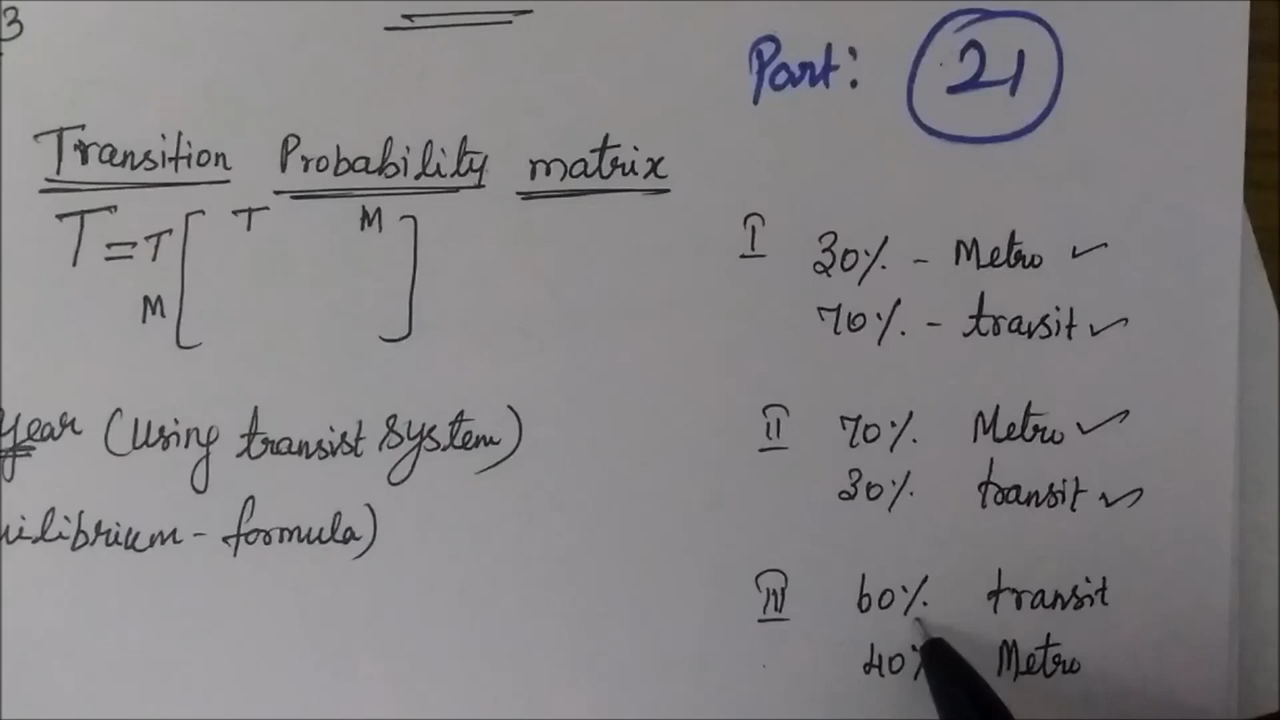 3
Part: 21
Transition Probability matrix
T M
T = T
M
I 30% - Metro
70% - transit
year (Using transist system)
II 70% Metro
30% transit
uilibrium - formula)
III 60% transit
40% Metro